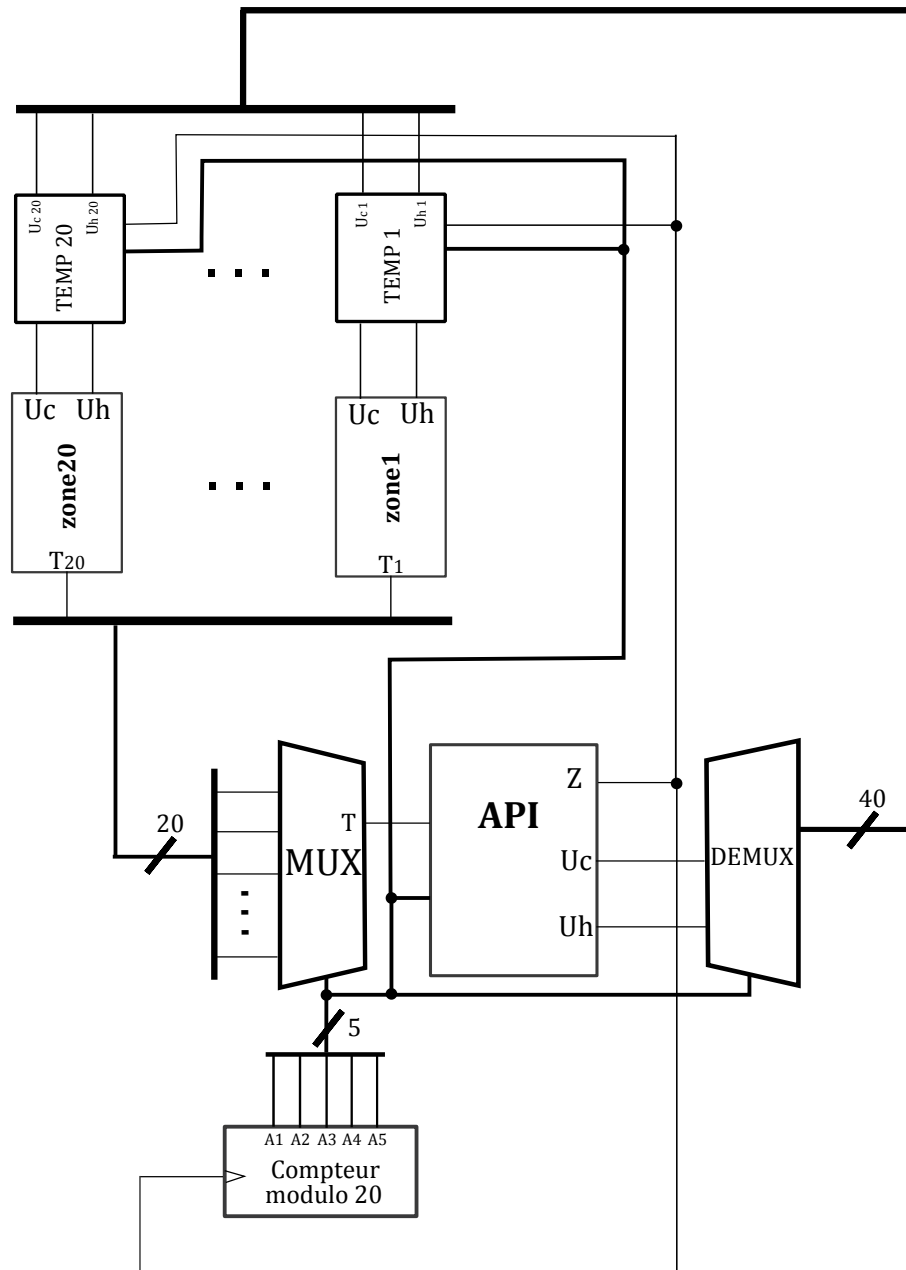 Uc 20
Uh 20
TEMP 20
Uc 1
Uh 1
TEMP 1
Uc Uh
zone20
T20
Uc Uh
zone1
T1
20
MUX
T
API
Z
Uc
Uh
DEMUX
40
5
A1 A2 A3 A4 A5
Compteur
modulo 20